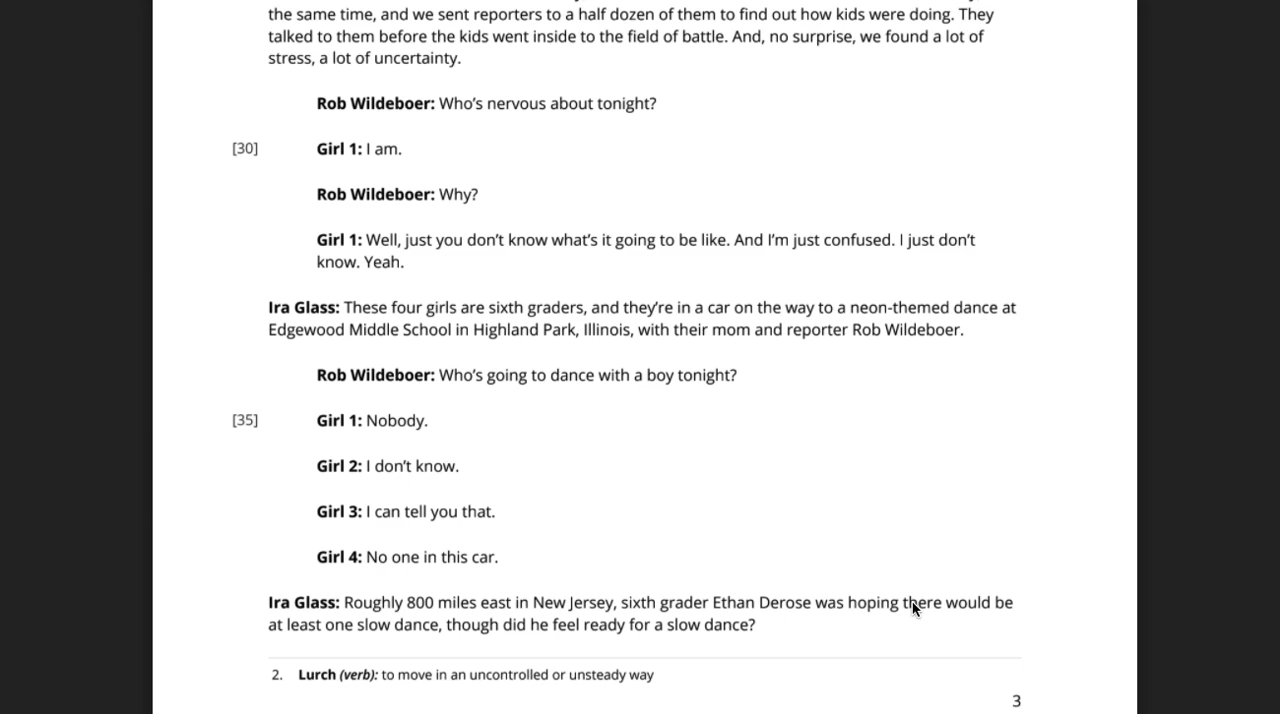 the same time, and we sent reporters to a half dozen of them to find out how kids were doing. They
talked to them before the kids went inside to the field of battle. And, no surprise, we found a lot of
stress, a lot of uncertainty.
Rob Wildeboer: Who’s nervous about tonight?
[30] Girl 1: I am.
Rob Wildeboer: Why?
Girl 1: Well, just you don’t know what’s it going to be like. And I’m just confused. I just don’t
know. Yeah.
Ira Glass: These four girls are sixth graders, and they’re in a car on the way to a neon-themed dance at
Edgewood Middle School in Highland Park, Illinois, with their mom and reporter Rob Wildeboer.
Rob Wildeboer: Who’s going to dance with a boy tonight?
[35] Girl 1: Nobody.
Girl 2: I don’t know.
Girl 3: I can tell you that.
Girl 4: No one in this car.
Ira Glass: Roughly 800 miles east in New Jersey, sixth grader Ethan Derose was hoping there would be
at least one slow dance, though did he feel ready for a slow dance?
2. Lurch (verb): to move in an uncontrolled or unsteady way
3